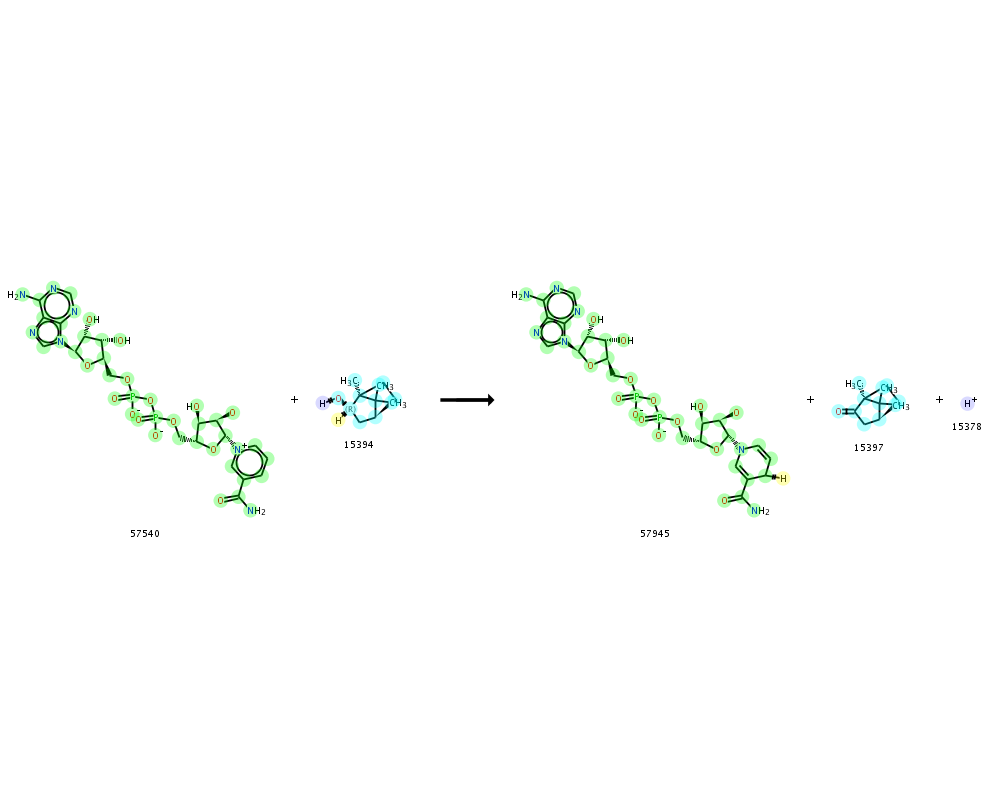 H₂N N N N N OH OH O O O P O⁻ O P O⁻ O HO O O N⁺ O NH₂
57540
+
H₃C CH₃ CH₃ H O (R) H
15394
H₂N N N N N OH OH O O O P O⁻ O P O⁻ O HO O O N H O NH₂
57945
+
H₃C CH₃ CH₃ O
15397
+
H⁺
15378